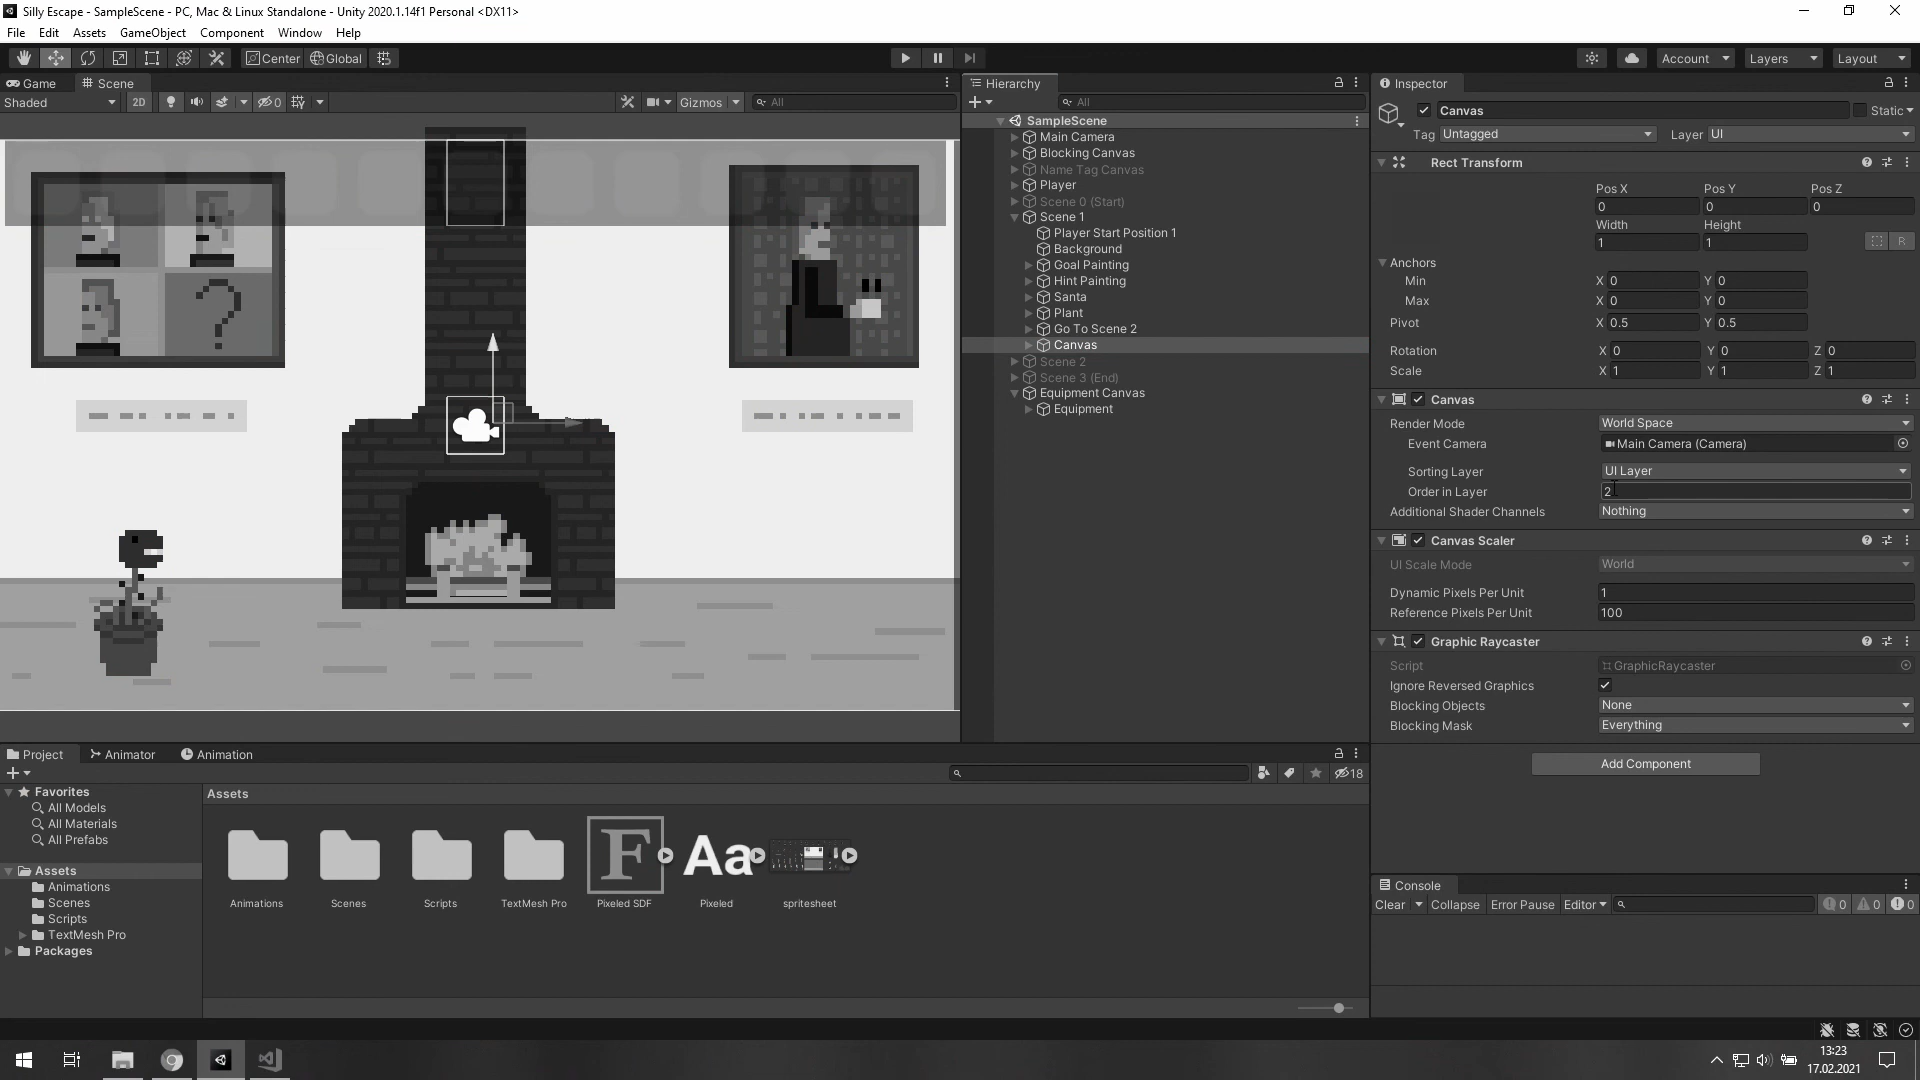 Silly Escape - SampleScene - PC, Mac & Linux Standalone - Unity 2020.1.14f1 Personal <DX11>
File Edit Assets GameObject Component Window Help
Center Global Account Layers Layout
Game Scene
Shaded 2D 0 Gizmos All
Hierarchy
All
SampleScene
Main Camera
Blocking Canvas
Name Tag Canvas
Player
Scene 0 (Start)
Scene 1
Player Start Position 1
Background
Goal Painting
Hint Painting
Santa
Plant
Go To Scene 2
Canvas
Scene 2
Scene 3 (End)
Equipment Canvas
Equipment
Inspector
Canvas Static
Tag Untagged Layer UI
Rect Transform
Pos X Pos Y Pos Z
0 0 0
Width Height
1 1 R
Anchors
Min X 0 Y 0
Max X 0 Y 0
Pivot X 0.5 Y 0.5
Rotation X 0 Y 0 Z 0
Scale X 1 Y 1 Z 1
Canvas
Render Mode World Space
Event Camera Main Camera (Camera)
Sorting Layer UI Layer
Order in Layer 2
Additional Shader Channels Nothing
Canvas Scaler
UI Scale Mode World
Dynamic Pixels Per Unit 1
Reference Pixels Per Unit 100
Graphic Raycaster
Script GraphicRaycaster
Ignore Reversed Graphics
Blocking Objects None
Blocking Mask Everything
Add Component
Project Animator Animation
18
Favorites
All Models
All Materials
All Prefabs
Assets
Animations
Scenes
Scripts
TextMesh Pro
Packages
Assets
F Aa
Animations Scenes Scripts TextMesh Pro Pixeled SDF Pixeled spritesheet
Console
Clear Collapse Error Pause Editor 0 0 0
13:23
17.02.2021